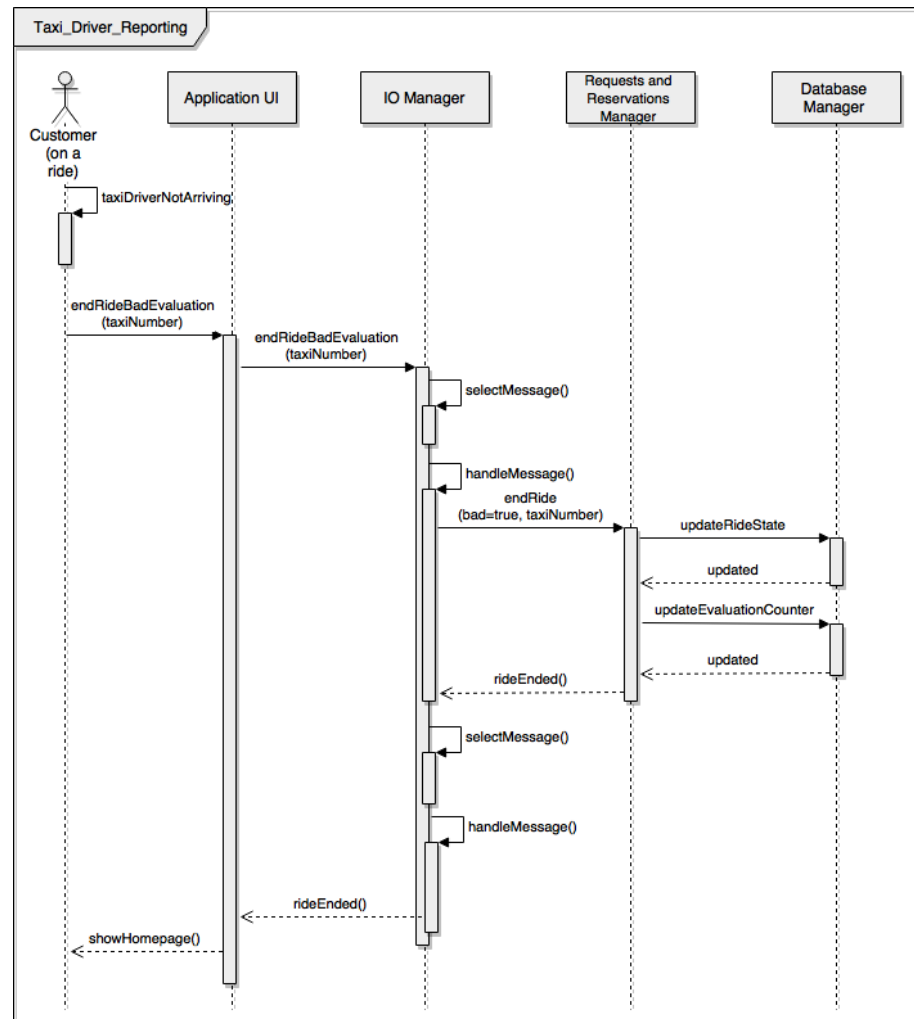 Taxi_Driver_Reporting
Application UI
IO Manager
Requests and
Reservations
Manager
Database
Manager
Customer
(on a
ride)
taxiDriverNotArriving
endRideBadEvaluation
(taxiNumber)
endRideBadEvaluation
(taxiNumber)
selectMessage()
handleMessage()
endRide
(bad=true, taxiNumber)
updateRideState
updated
updateEvaluationCounter
updated
rideEnded()
selectMessage()
handleMessage()
rideEnded()
showHomepage()